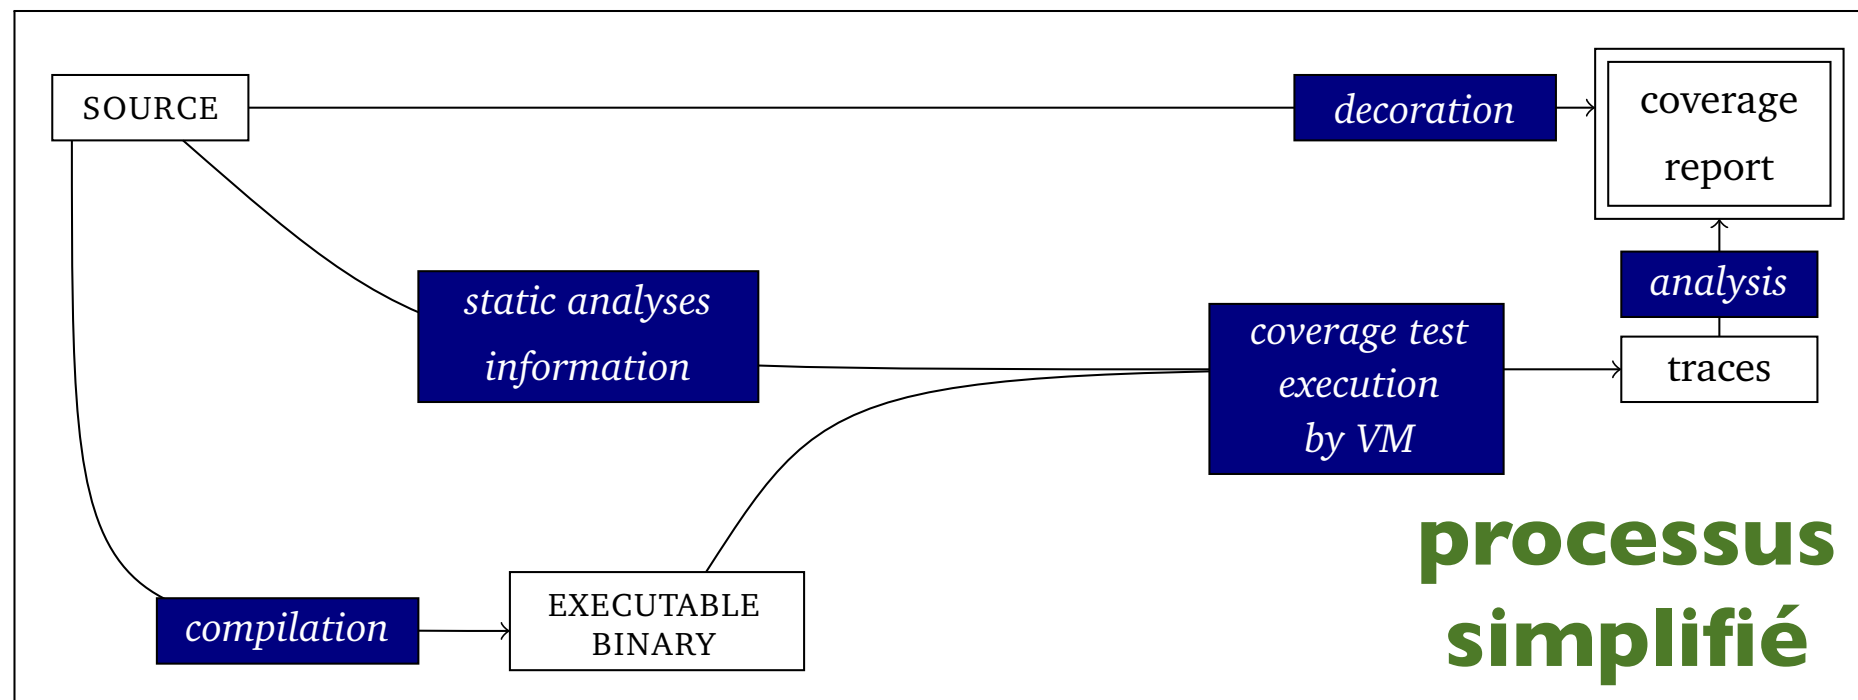 SOURCE
decoration
coverage
report
static analyses
information
analysis
coverage test
execution
by VM
traces
compilation
EXECUTABLE
BINARY
processus
simplifié